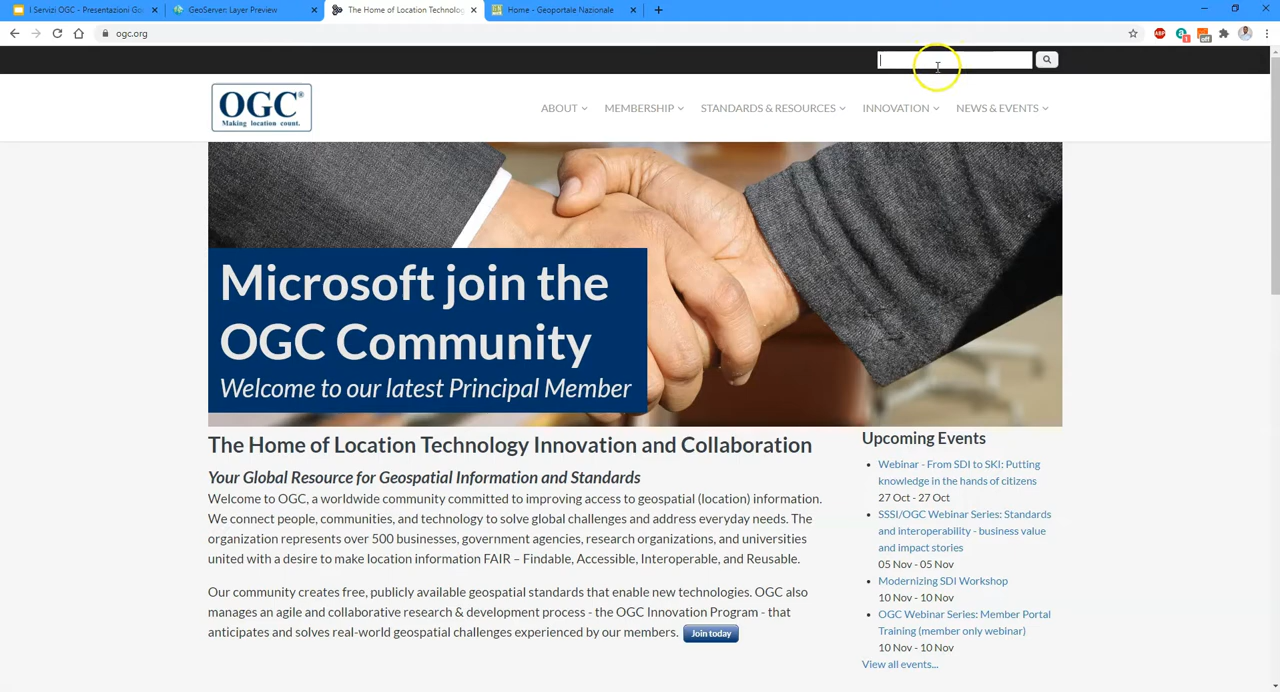 I Servizi OGC - Presentazioni Go
GeoServer: Layer Preview
The Home of Location Technolog
Home - Geoportale Nazionale
ogc.org
ABP
1
off
OGC®
Making location count.
ABOUT
MEMBERSHIP
STANDARDS & RESOURCES
INNOVATION
NEWS & EVENTS
Microsoft join the
OGC Community
Welcome to our latest Principal Member
The Home of Location Technology Innovation and Collaboration
Your Global Resource for Geospatial Information and Standards
Welcome to OGC, a worldwide community committed to improving access to geospatial (location) information.
We connect people, communities, and technology to solve global challenges and address everyday needs. The
organization represents over 500 businesses, government agencies, research organizations, and universities
united with a desire to make location information FAIR – Findable, Accessible, Interoperable, and Reusable.
Our community creates free, publicly available geospatial standards that enable new technologies. OGC also
manages an agile and collaborative research & development process - the OGC Innovation Program - that
anticipates and solves real-world geospatial challenges experienced by our members.
Join today
Upcoming Events
Webinar - From SDI to SKI: Putting
knowledge in the hands of citizens
27 Oct - 27 Oct
SSSI/OGC Webinar Series: Standards
and interoperability - business value
and impact stories
05 Nov - 05 Nov
Modernizing SDI Workshop
10 Nov - 10 Nov
OGC Webinar Series: Member Portal
Training (member only webinar)
10 Nov - 10 Nov
View all events...